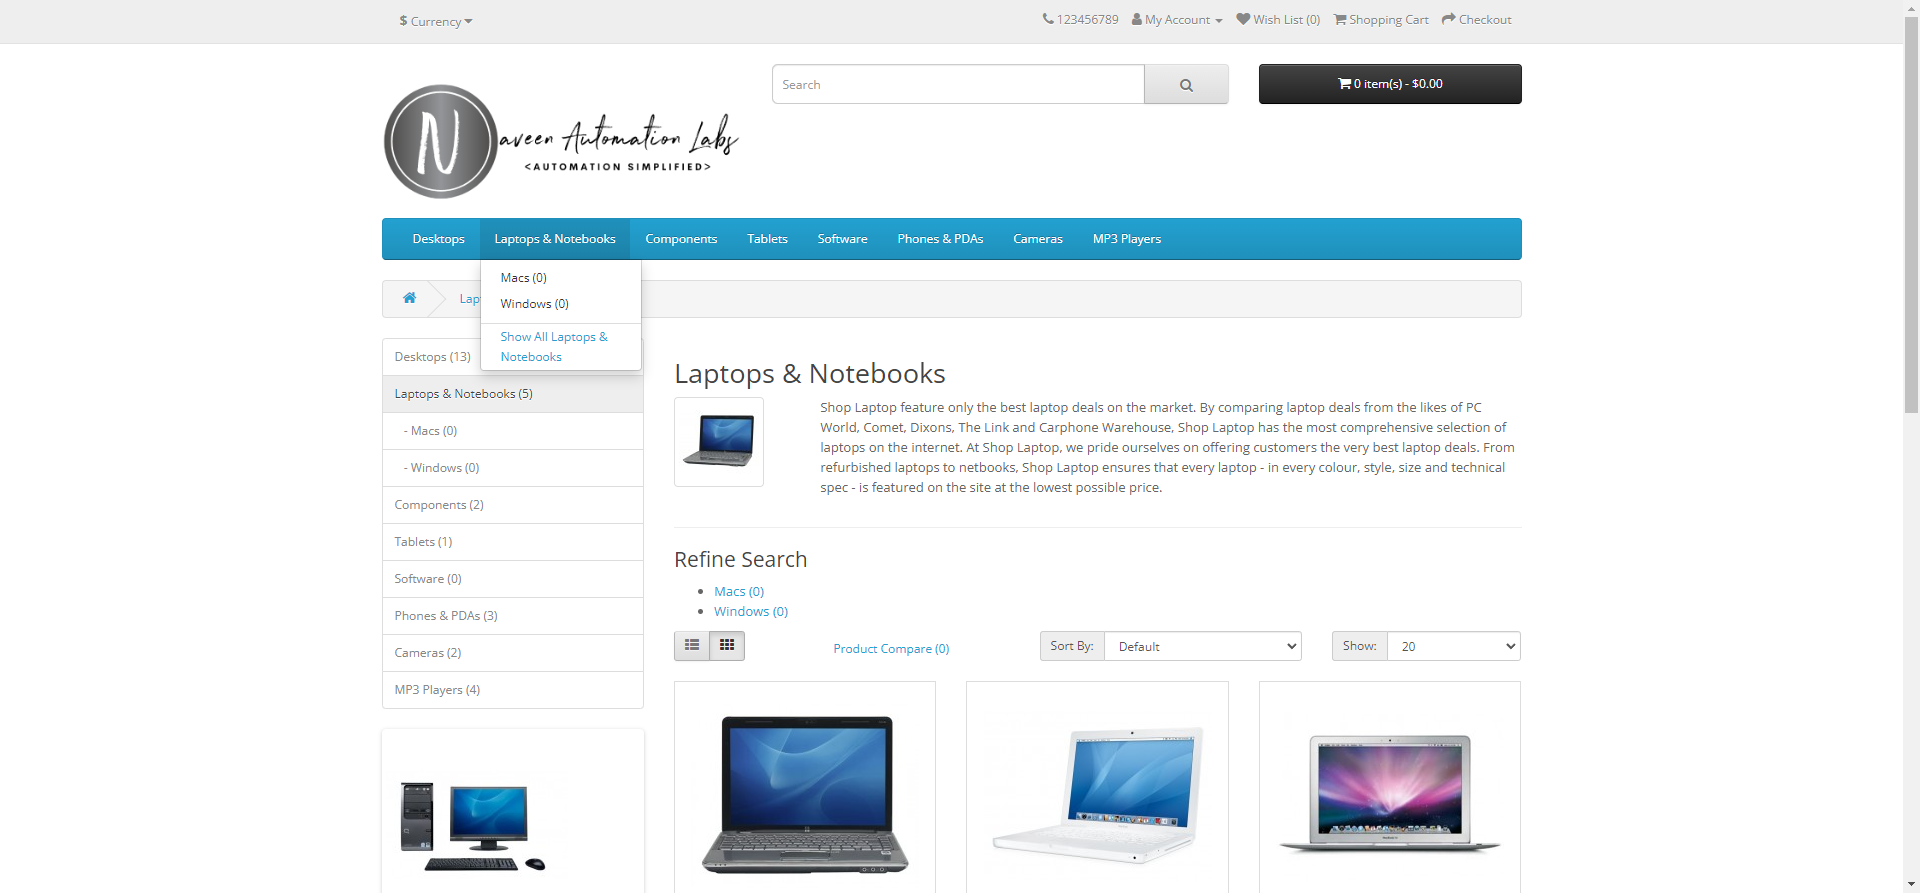 $ Currency
123456789 My Account Wish List (0) Shopping Cart Checkout
Search
0 item(s) - $0.00
N
aveen Automation Labs
<AUTOMATION SIMPLIFIED>
Desktops Laptops & Notebooks Components Tablets Software Phones & PDAs Cameras MP3 Players
Macs (0)
Windows (0)
Show All Laptops &
Notebooks
Lap
Desktops (13)
Laptops & Notebooks (5)
- Macs (0)
- Windows (0)
Components (2)
Tablets (1)
Software (0)
Phones & PDAs (3)
Cameras (2)
MP3 Players (4)
Laptops & Notebooks
Shop Laptop feature only the best laptop deals on the market. By comparing laptop deals from the likes of PC
World, Comet, Dixons, The Link and Carphone Warehouse, Shop Laptop has the most comprehensive selection of
laptops on the internet. At Shop Laptop, we pride ourselves on offering customers the very best laptop deals. From
refurbished laptops to netbooks, Shop Laptop ensures that every laptop - in every colour, style, size and technical
spec - is featured on the site at the lowest possible price.
Refine Search
Macs (0)
Windows (0)
Product Compare (0)
Sort By: Default
Show: 20